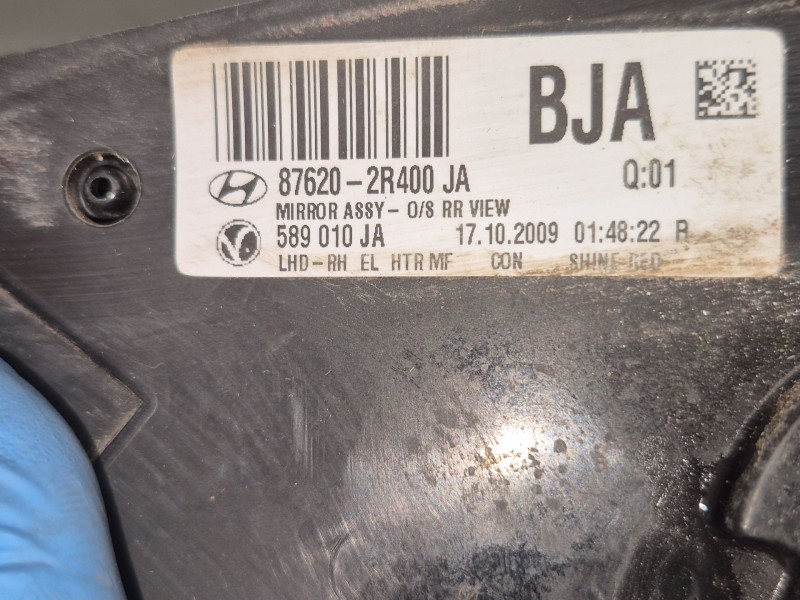 BJA
87620-2R400 JA Q:01
MIRROR ASSY- O/S RR VIEW
589 010 JA 17.10.2009 01:48:22 R
LHD-RH EL HTR MF CON SHINE RED